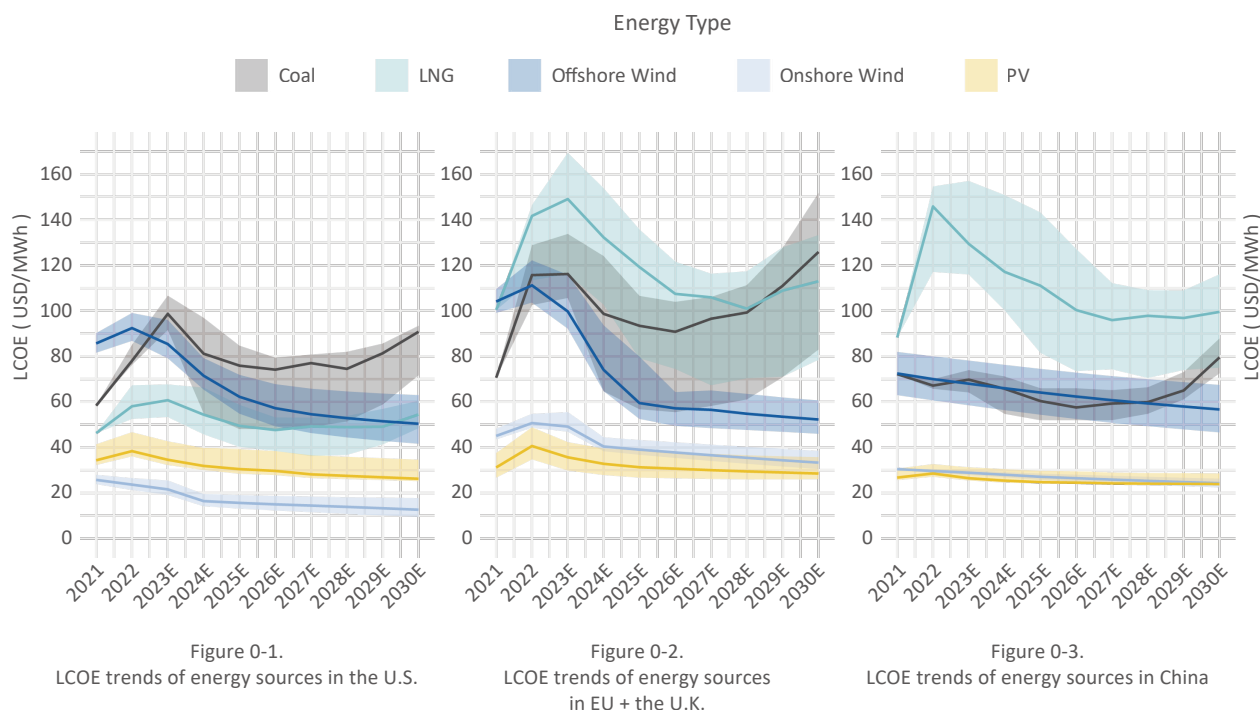 Energy Type
Coal
LNG
Offshore Wind
Onshore Wind
PV
LCOE ( USD/MWh )
160
140
120
100
80
60
40
20
0
2021
2022
2023E
2024E
2025E
2026E
2027E
2028E
2029E
2030E
Figure 0-1.
LCOE trends of energy sources in the U.S.
LCOE ( USD/MWh )
160
140
120
100
80
60
40
20
0
2021
2022
2023E
2024E
2025E
2026E
2027E
2028E
2029E
2030E
Figure 0-2.
LCOE trends of energy sources
in EU + the U.K.
160
140
120
100
80
60
40
20
0
2021
2022
2023E
2024E
2025E
2026E
2027E
2028E
2029E
2030E
LCOE ( USD/MWh )
Figure 0-3.
LCOE trends of energy sources in China